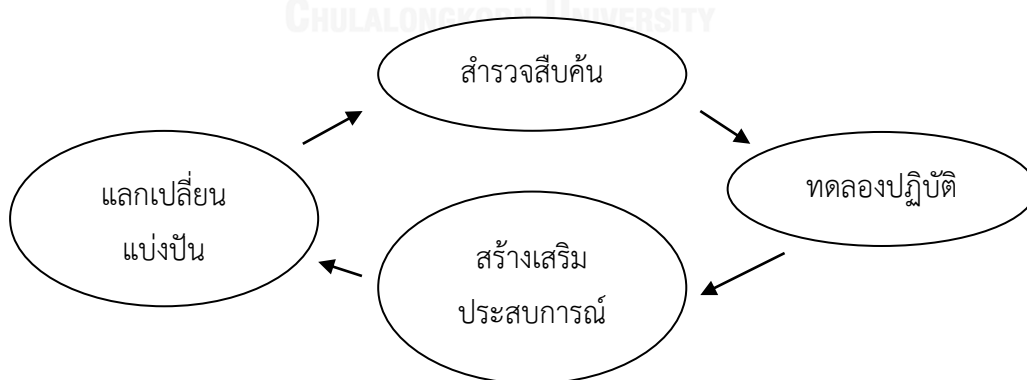 CHULALONGKORN UNIVERSITY
สำรวจสืบค้น
ทดลองปฏิบัติ
แลกเปลี่ยน
แบ่งปัน
สร้างเสริม
ประสบการณ์